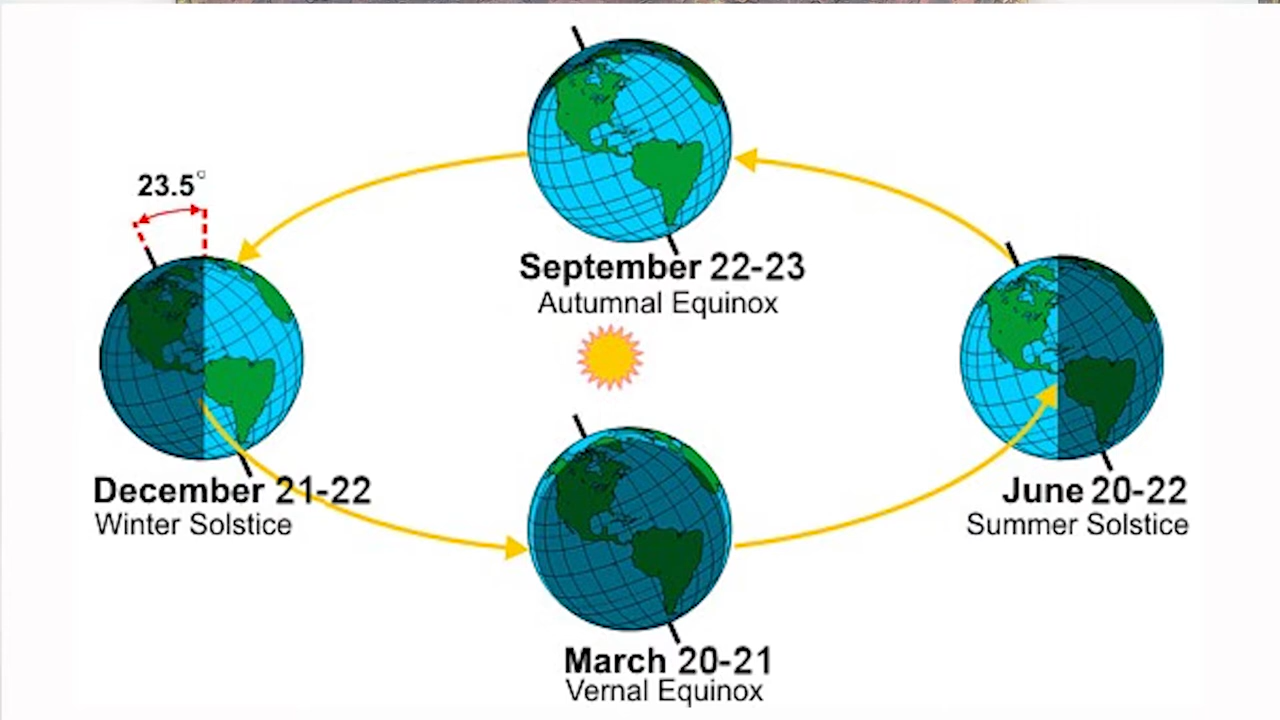 23.5°
September 22-23
Autumnal Equinox
December 21-22
Winter Solstice
June 20-22
Summer Solstice
March 20-21
Vernal Equinox